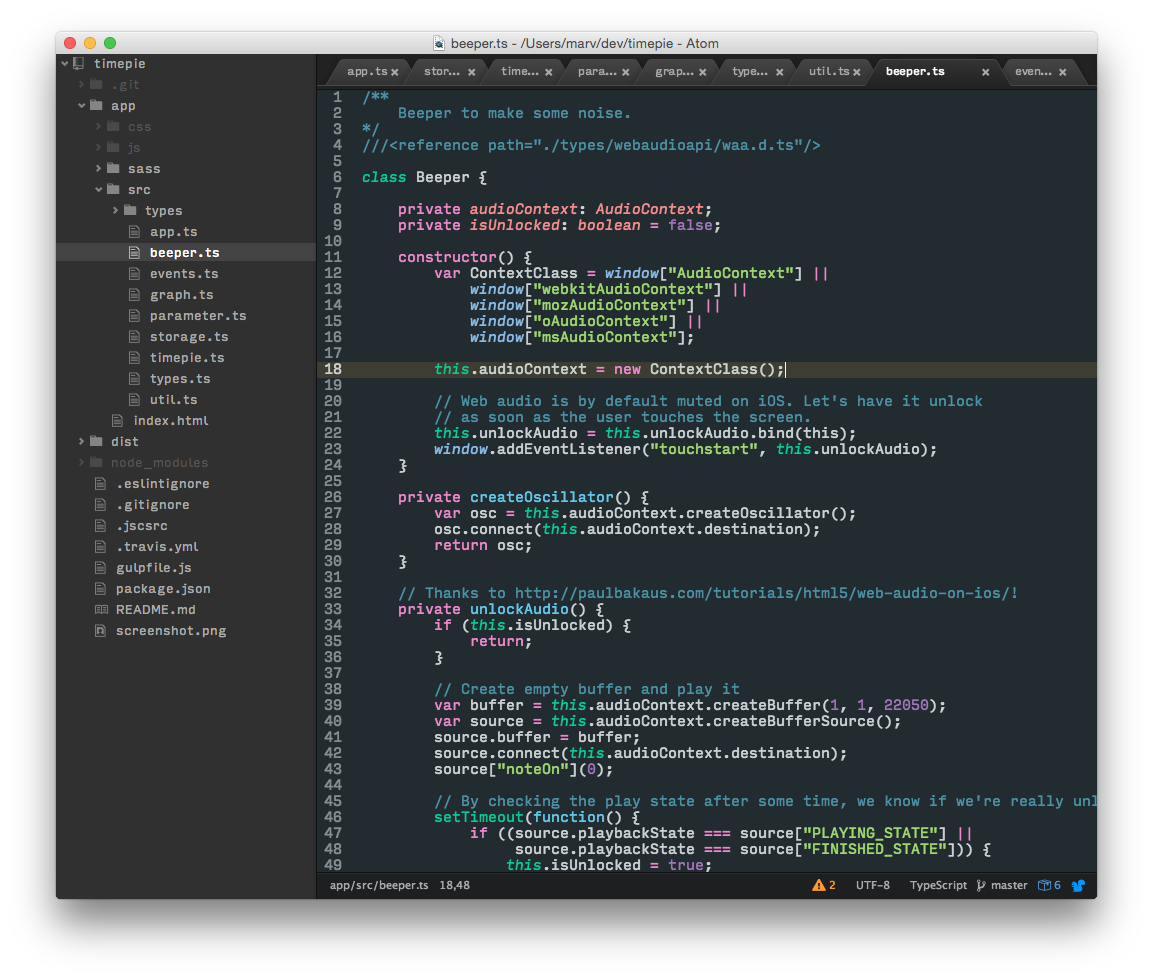 beeper.ts - /Users/marv/dev/timepie - Atom
timepie
.git
app
css
js
sass
src
types
app.ts
beeper.ts
events.ts
graph.ts
parameter.ts
storage.ts
timepie.ts
types.ts
util.ts
index.html
dist
node_modules
.eslintignore
.gitignore
.jscsrc
.travis.yml
gulpfile.js
package.json
README.md
screenshot.png
app.ts stor... time... para... grap... type... util.ts beeper.ts even...
1 /**
2     Beeper to make some noise.
3 */
4 ///<reference path="./types/webaudioapi/waa.d.ts"/>
5
6 class Beeper {
7
8     private audioContext: AudioContext;
9     private isUnlocked: boolean = false;
10
11     constructor() {
12         var ContextClass = window["AudioContext"] ||
13             window["webkitAudioContext"] ||
14             window["mozAudioContext"] ||
15             window["oAudioContext"] ||
16             window["msAudioContext"];
17
18         this.audioContext = new ContextClass();
19
20         // Web audio is by default muted on iOS. Let's have it unlock
21         // as soon as the user touches the screen.
22         this.unlockAudio = this.unlockAudio.bind(this);
23         window.addEventListener("touchstart", this.unlockAudio);
24     }
25
26     private createOscillator() {
27         var osc = this.audioContext.createOscillator();
28         osc.connect(this.audioContext.destination);
29         return osc;
30     }
31
32     // Thanks to http://paulbakaus.com/tutorials/html5/web-audio-on-ios/!
33     private unlockAudio() {
34         if (this.isUnlocked) {
35             return;
36         }
37
38         // Create empty buffer and play it
39         var buffer = this.audioContext.createBuffer(1, 1, 22050);
40         var source = this.audioContext.createBufferSource();
41         source.buffer = buffer;
42         source.connect(this.audioContext.destination);
43         source["noteOn"](0);
44
45         // By checking the play state after some time, we know if we're really unl
46         setTimeout(function() {
47             if ((source.playbackState === source["PLAYING_STATE"] ||
48                  source.playbackState === source["FINISHED_STATE"])) {
49                 this.isUnlocked = true;
app/src/beeper.ts 18,48 2 UTF-8 TypeScript master 6